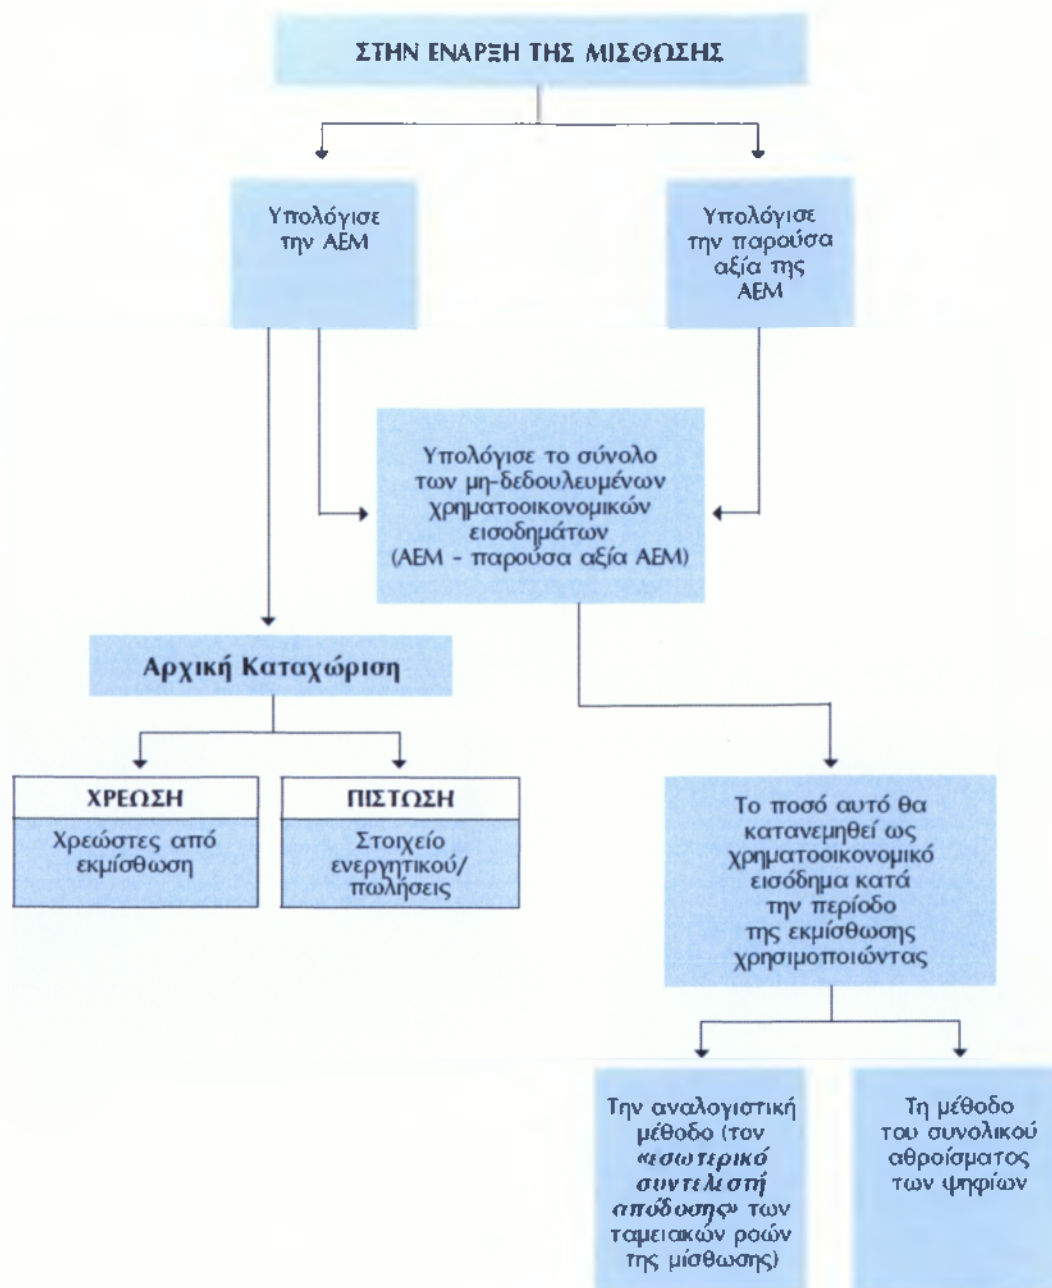 ΣΤΗΝ ΕΝΑΡΞΗ ΤΗΣ ΜΙΣΘΩΣΗΣ
Υπολόγισε
την ΑΕΜ
Υπολόγισε
την παρούσα
αξία της
ΑΕΜ
Υπολόγισε το σύνολο
των μη-δεδουλευμένων
χρηματοοικονομικών
εισοδημάτων
(ΑΕΜ - παρούσα αξία ΑΕΜ)
Αρχική Καταχώριση
ΧΡΕΩΣΗ
Χρεώστες από
εκμίσθωση
ΠΙΣΤΩΣΗ
Στοιχείο
ενεργητικού/
πωλήσεις
Το ποσό αυτό θα
κατανεμηθεί ως
χρηματοοικονομικό
εισόδημα κατά
την περίοδο
της εκμίσθωσης
χρησιμοποιώντας
Την αναλογιστική
μέθοδο (τον
«εσωτερικό
συντελεστή
απόδοσης» των
ταμειακών ροών
της μίσθωσης)
Τη μέθοδο
του συνολικού
αθροίσματος
των ψηφίων